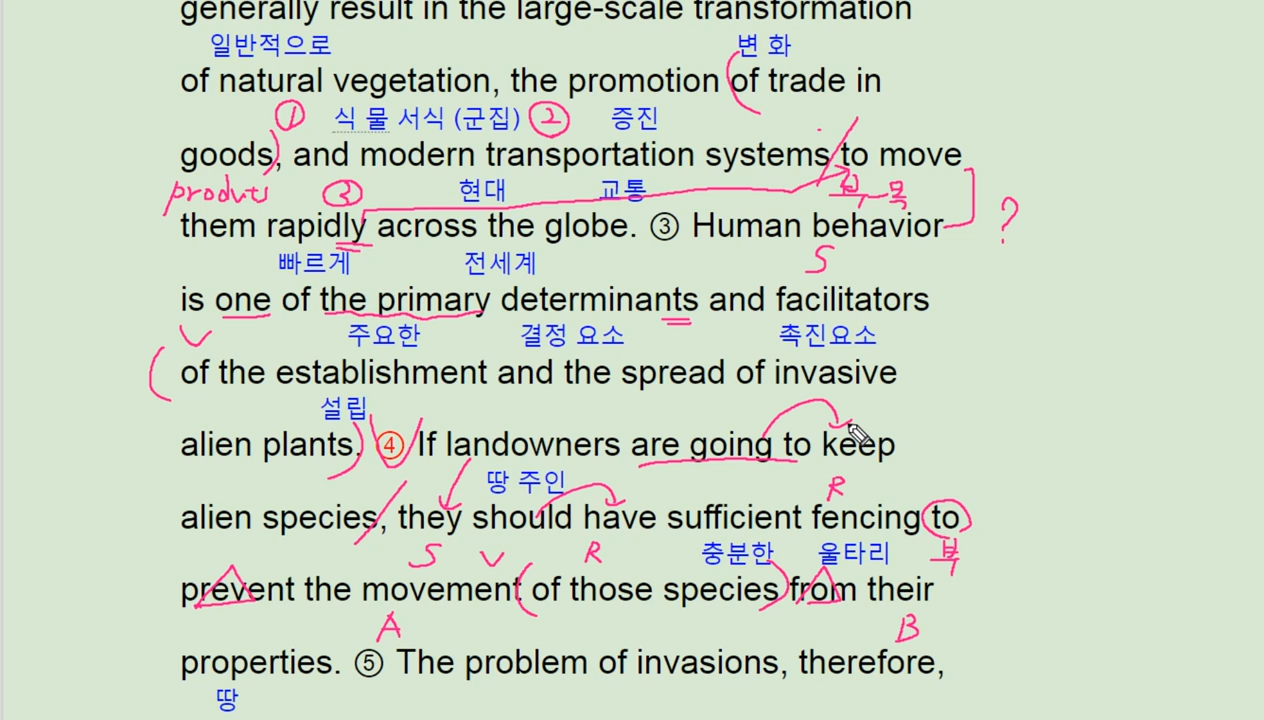 generally result in the large-scale transformation
일반적으로 변 화
of natural vegetation, the promotion of trade in
① 식 물 서식 (군집) ② 증진
goods, and modern transportation systems to move
products ③ 현대 교통 부 목
them rapidly across the globe. ③ Human behavior ?
빠르게 전세계 S
is one of the primary determinants and facilitators
V 주요한 결정 요소 촉진요소
of the establishment and the spread of invasive
설립
alien plants. ④ If landowners are going to keep
땅 주인 R
alien species, they should have sufficient fencing to
S V R 충분한 울타리 부
prevent the movement of those species from their
A B
properties. ⑤ The problem of invasions, therefore,
땅